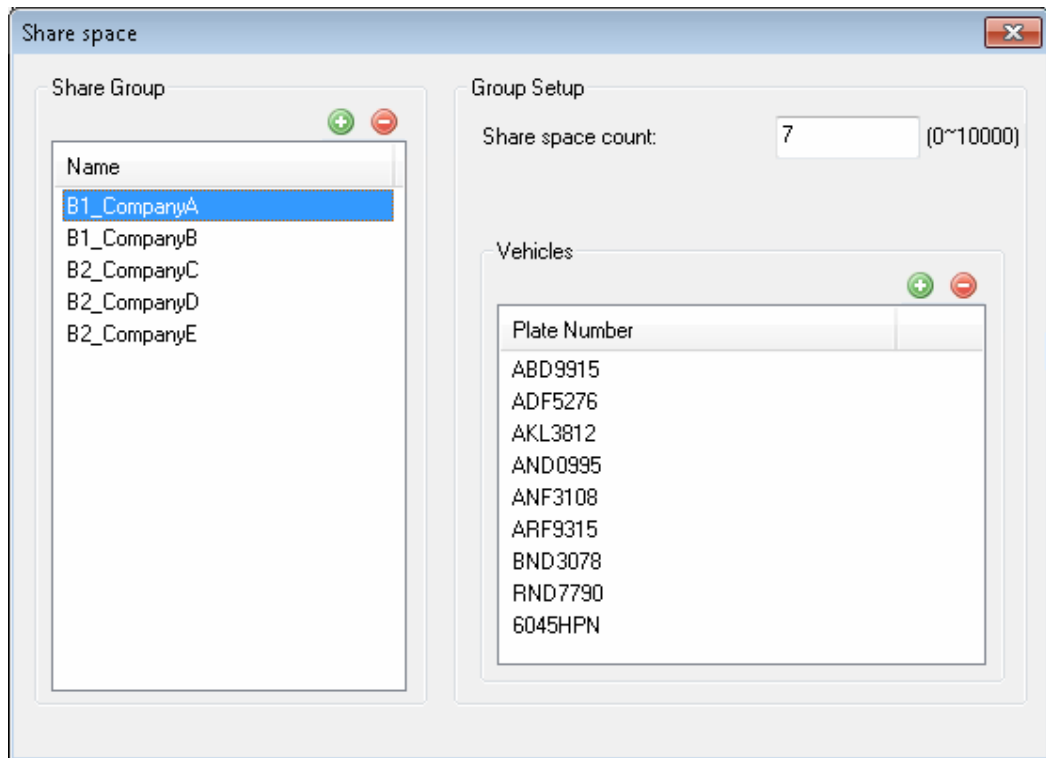 Share space
Share Group
Name
B1_CompanyA
B1_CompanyB
B2_CompanyC
B2_CompanyD
B2_CompanyE
Group Setup
Share space count: 7 (0~10000)
Vehicles
Plate Number
ABD9915
ADF5276
AKL3812
AND0995
ANF3108
ARF9315
BND3078
RND7790
6045HPN